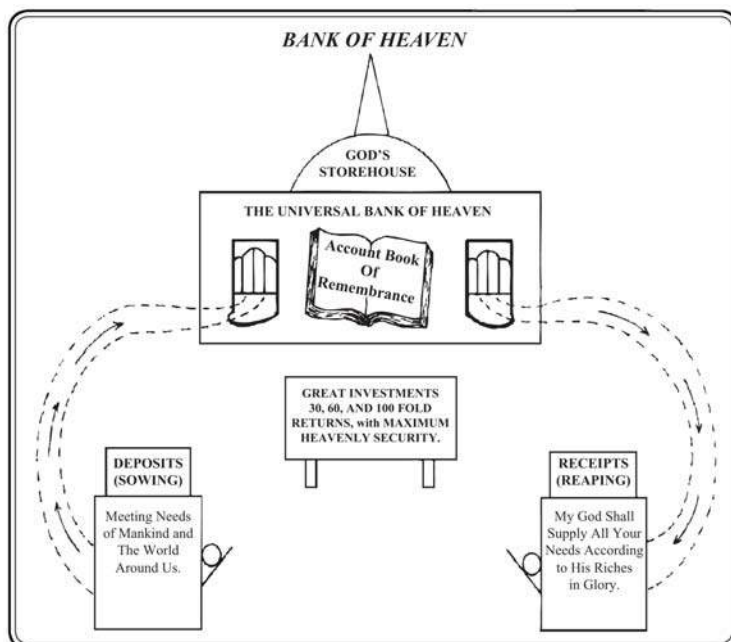 BANK OF HEAVEN
GOD'S
STOREHOUSE
THE UNIVERSAL BANK OF HEAVEN
Account Book
Of
Remembrance
GREAT INVESTMENTS
30, 60, AND 100 FOLD
RETURNS, with MAXIMUM
HEAVENLY SECURITY.
DEPOSITS
(SOWING)
Meeting Needs
of Mankind and
The World
Around Us.
RECEIPTS
(REAPING)
My God Shall
Supply All Your
Needs According
to His Riches
in Glory.